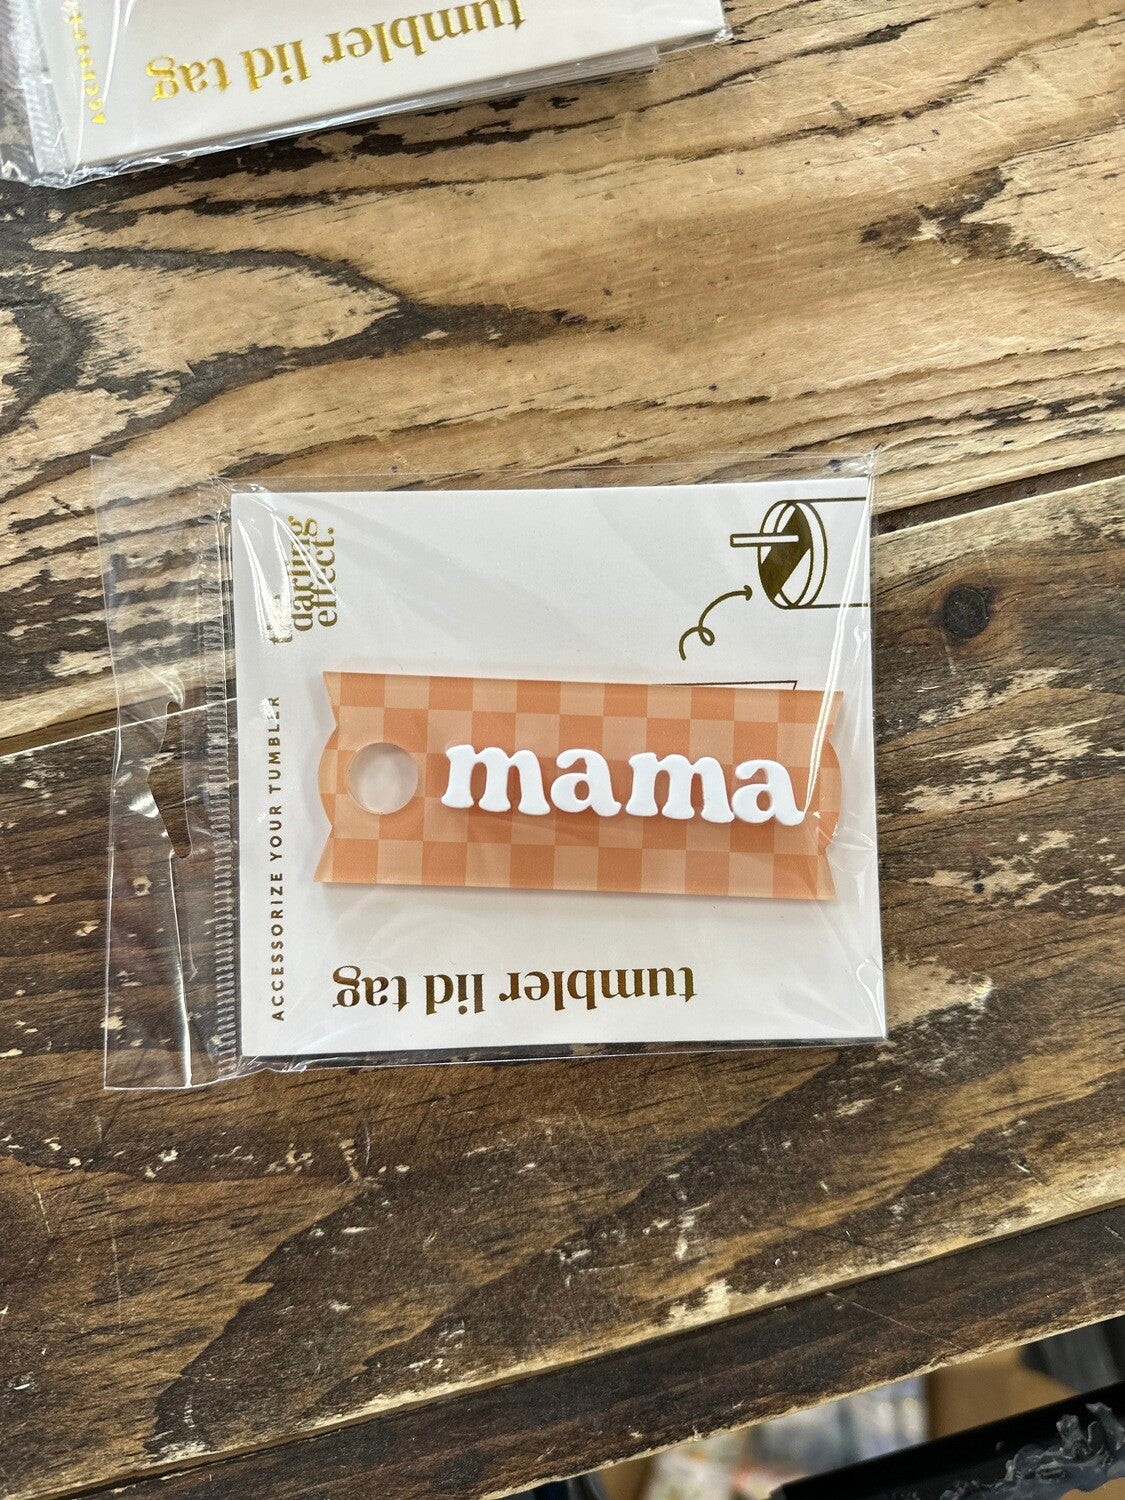 tumbler lid tag
the
darling
effect.
ACCESSORIZE YOUR TUMBLER
mama
tumbler lid tag